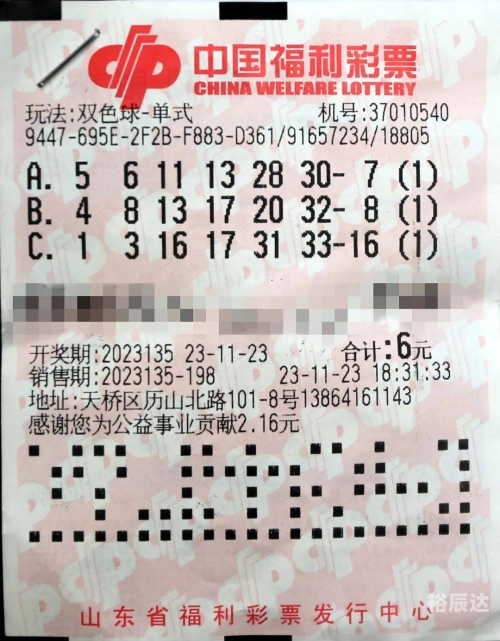 中国福利彩票
CHINA WELFARE LOTTERY
玩法:双色球-单式 机号:37010540
9447-695E-2F2B-F883-D361/91657234/18805
A. 5 6 11 13 28 30- 7 (1)
B. 4 8 13 17 20 32- 8 (1)
C. 1 3 16 17 31 33-16 (1)
开奖期:2023135 23-11-23 合计:6元
销售期:2023135-198 23-11-23 18:31:33
地址:天桥区历山北路101-8号13864161143
感谢您为公益事业贡献2.16元
山东省福利彩票发行中心
裕辰达